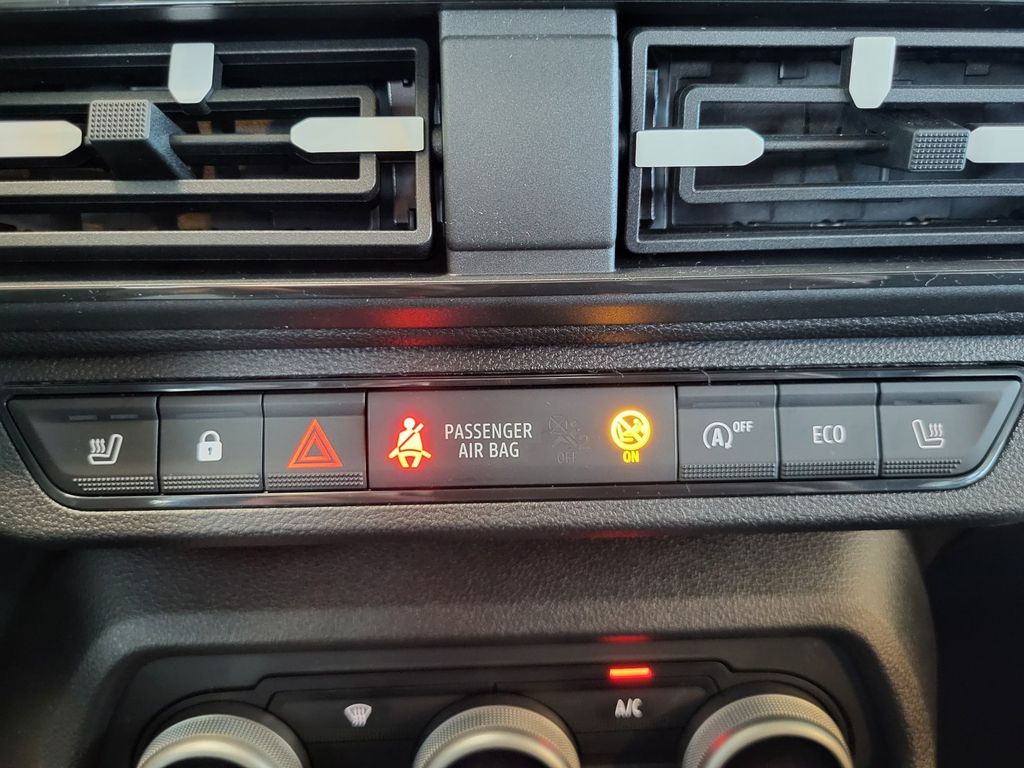 PASSENGER
AIR BAG
OFF
ON
A OFF
ECO
A/C